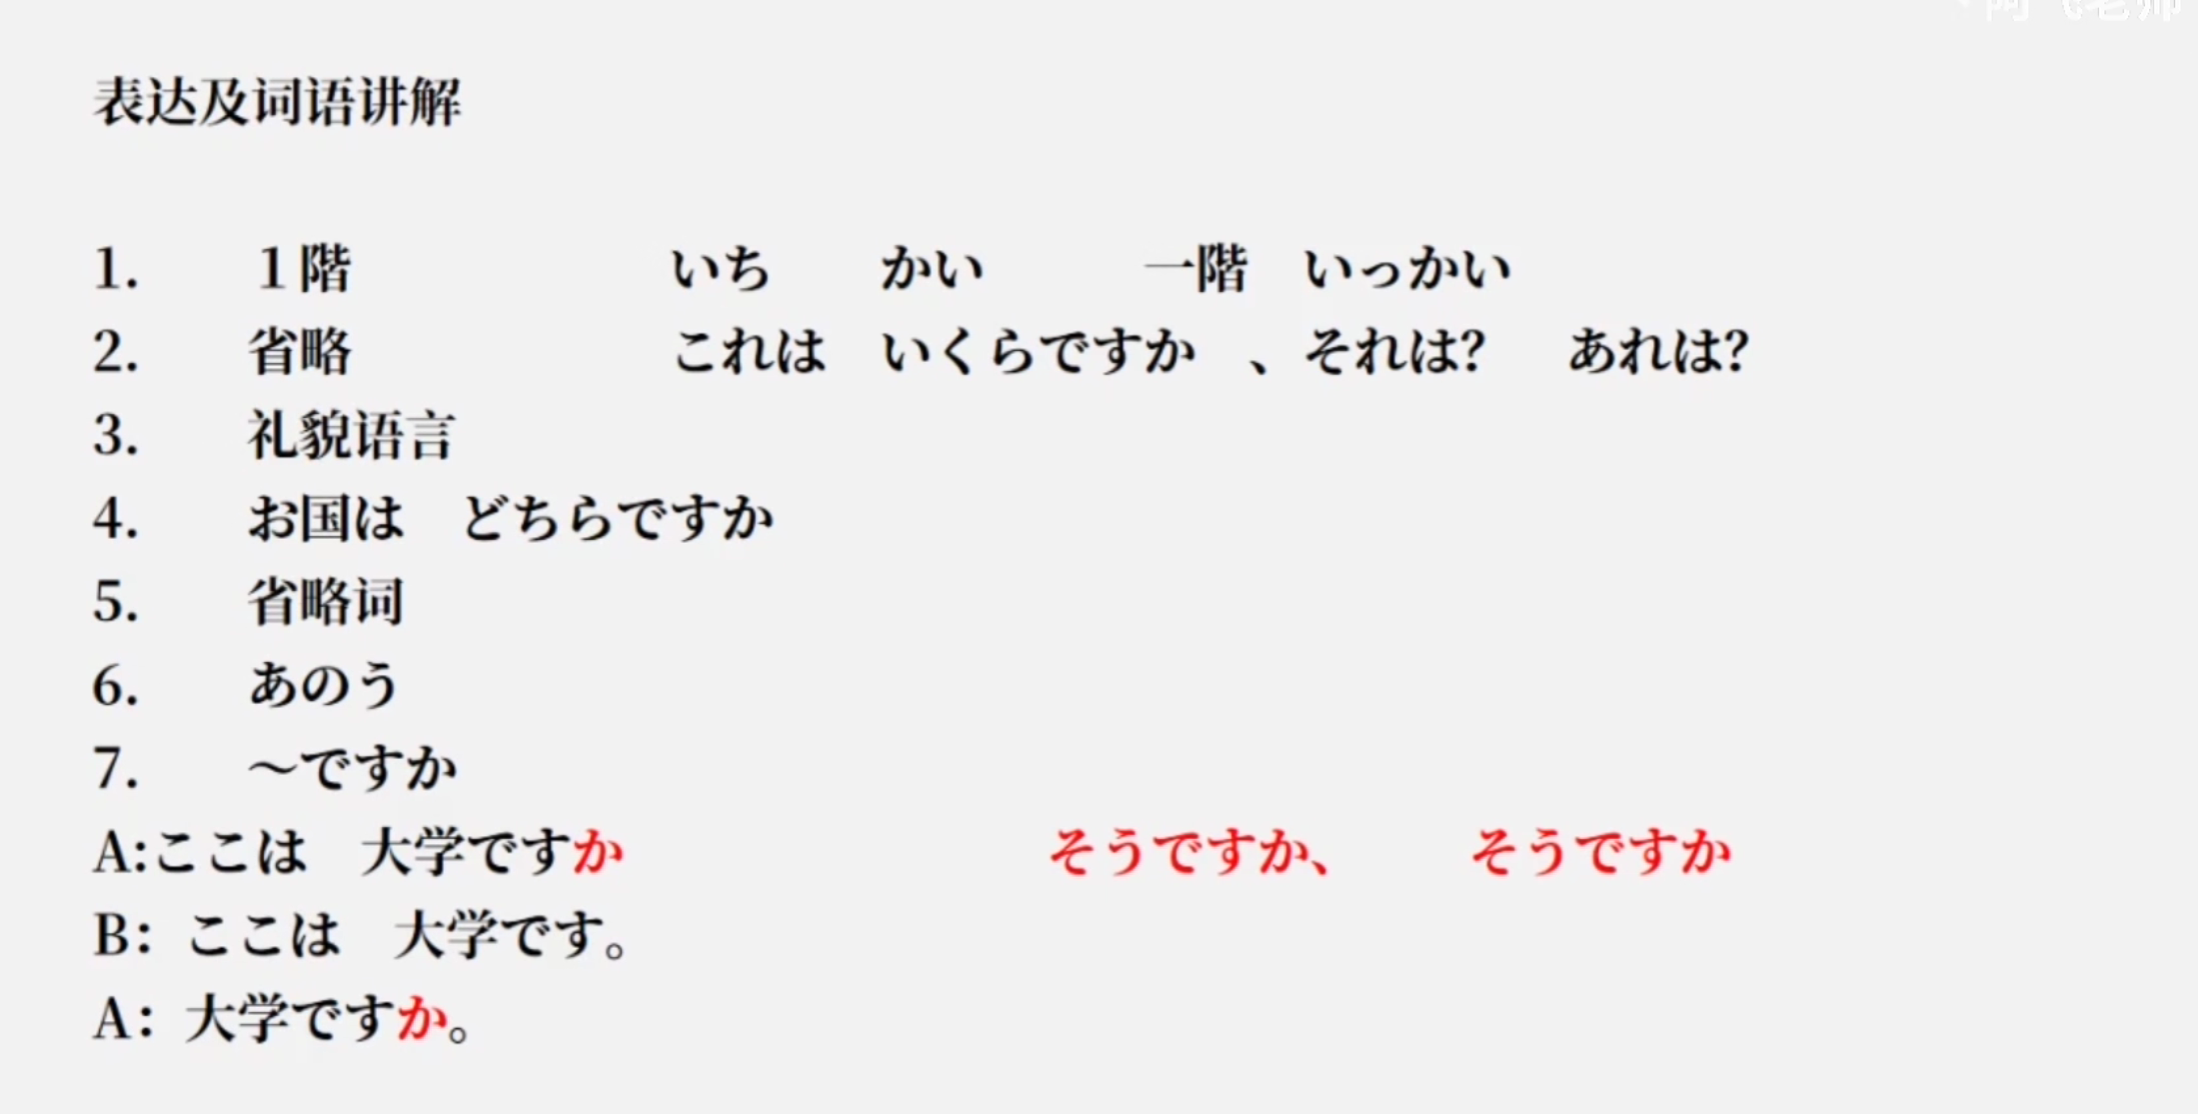 阿 老师
表达及词语讲解
1. 1階 いち かい 一階 いっかい
2. 省略 これは いくらですか 、それは? あれは?
3. 礼貌语言
4. お国は どちらですか
5. 省略词
6. あのう
7. ～ですか
A:ここは 大学ですか そうですか、 そうですか
B: ここは 大学です。
A: 大学ですか。